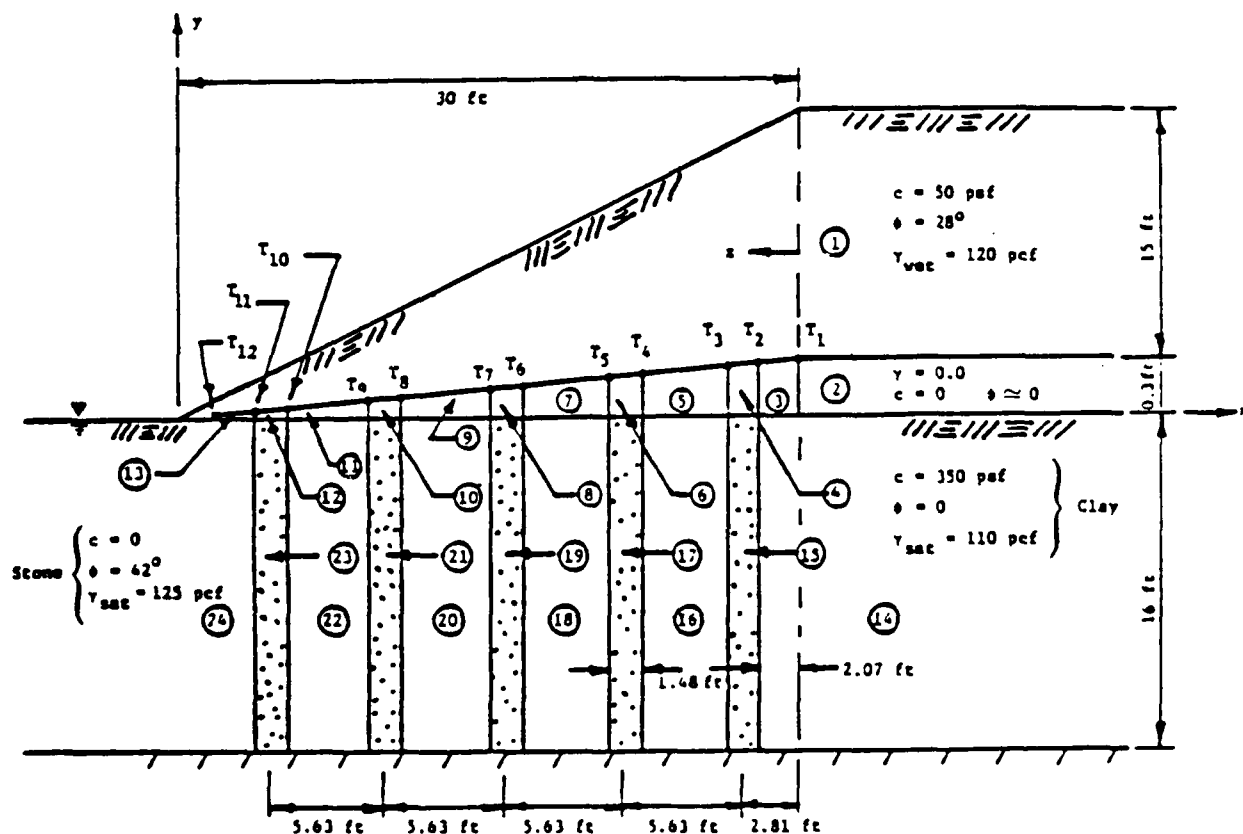 y
30 ft
c = 50 psf
φ = 28°
γwet = 120 pcf
①
z
15 ft
T10
T11
T12
T9
T8
T7
T6
T5
T4
T3
T2
T1
②
γ = 0.0
c = 0 φ ≃ 0
0.3 ft
③
⑤
⑦
⑨
⑪
⑬
⑫
⑩
⑧
⑥
④
c = 350 psf
φ = 0
γsat = 110 pcf
Clay
Stone
c = 0
φ = 42°
γsat = 125 pcf
㉓
㉑
⑲
⑰
⑮
㉔
㉒
⑳
⑱
⑯
⑭
16 ft
1.48 ft
2.07 ft
5.63 ft
5.63 ft
5.63 ft
5.63 ft
2.81 ft